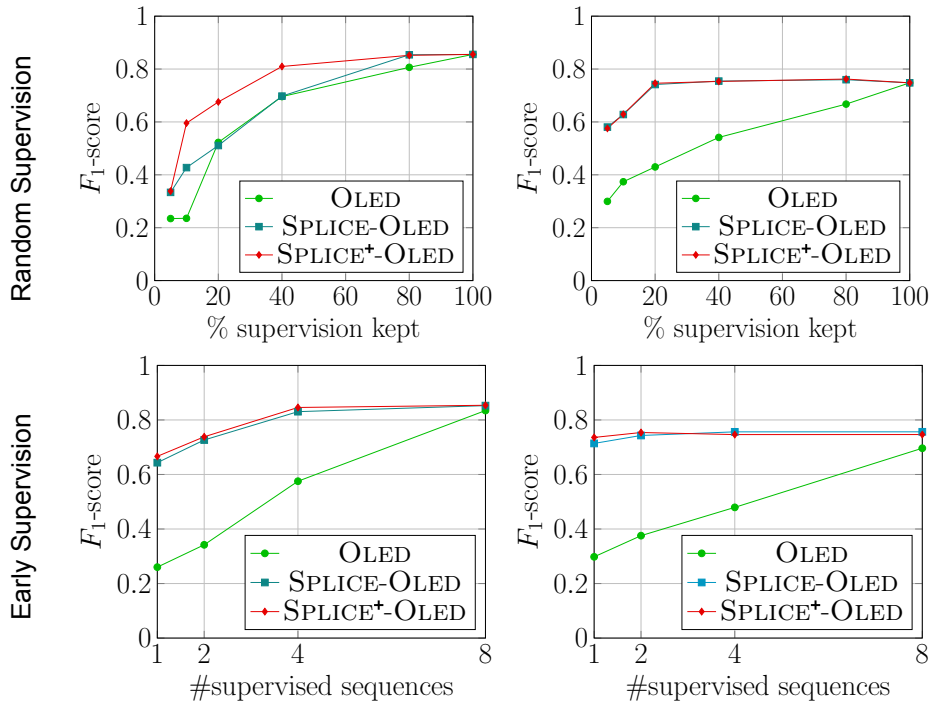 Random Supervision
F₁-score
1
0.8
0.6
0.4
0.2
0
0 20 40 60 80 100
% supervision kept
OLED
SPLICE-OLED
SPLICE⁺-OLED
F₁-score
1
0.8
0.6
0.4
0.2
0
0 20 40 60 80 100
% supervision kept
OLED
SPLICE-OLED
SPLICE⁺-OLED
Early Supervision
F₁-score
1
0.8
0.6
0.4
0.2
0
1 2 4 8
#supervised sequences
OLED
SPLICE-OLED
SPLICE⁺-OLED
F₁-score
1
0.8
0.6
0.4
0.2
0
1 2 4 8
#supervised sequences
OLED
SPLICE-OLED
SPLICE⁺-OLED